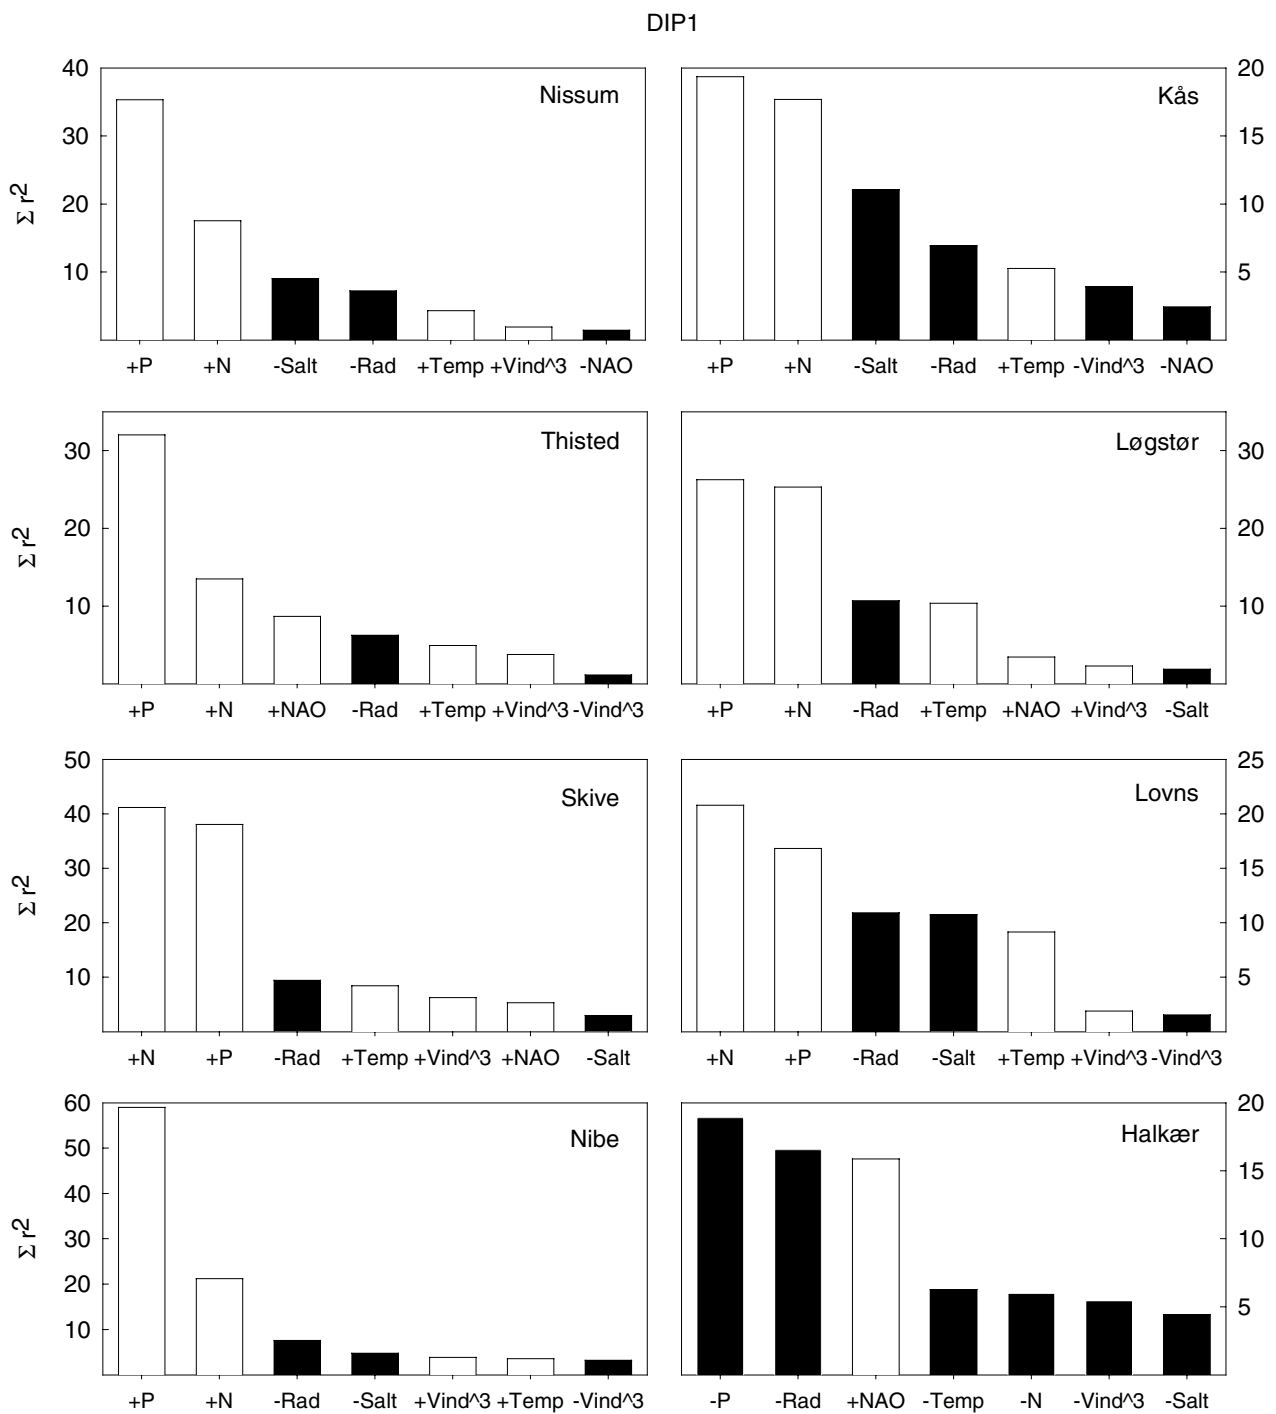 DIP1
Nissum
40
30
20
10
Σ r2
+P +N -Salt -Rad +Temp +Vind^3 -NAO
Kås
20
15
10
5
+P +N -Salt -Rad +Temp -Vind^3 -NAO
Thisted
30
20
10
Σ r2
+P +N +NAO -Rad +Temp +Vind^3 -Vind^3
Løgstør
30
20
10
+P +N -Rad +Temp +NAO +Vind^3 -Salt
Skive
50
40
30
20
10
Σ r2
+N +P -Rad +Temp +Vind^3 +NAO -Salt
Lovns
25
20
15
10
5
+N +P -Rad -Salt +Temp +Vind^3 -Vind^3
Nibe
60
50
40
30
20
10
Σ r2
+P +N -Rad -Salt +Vind^3 +Temp -Vind^3
Halkær
20
15
10
5
-P -Rad +NAO -Temp -N -Vind^3 -Salt